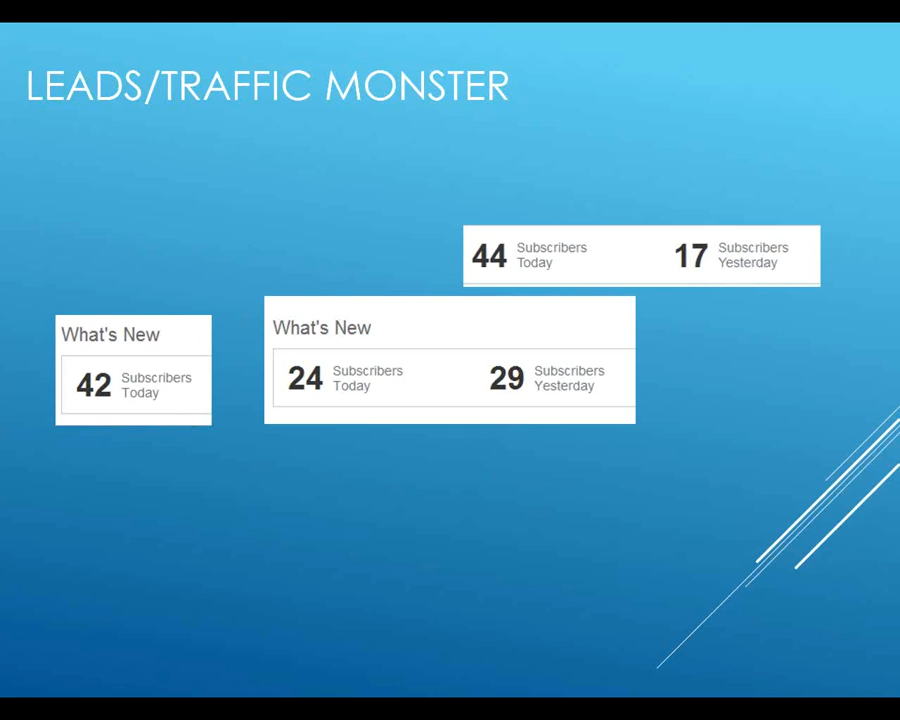 LEADS/TRAFFIC MONSTER
44 Subscribers Today
17 Subscribers Yesterday
What's New
42 Subscribers Today
What's New
24 Subscribers Today
29 Subscribers Yesterday